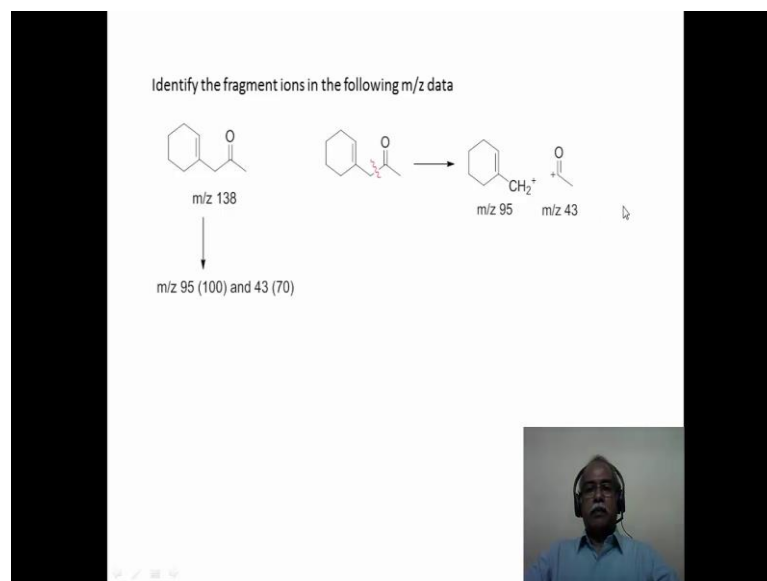 Identify the fragment ions in the following m/z data
O
O
O
CH2+
+
m/z 138
m/z 95
m/z 43
m/z 95 (100) and 43 (70)